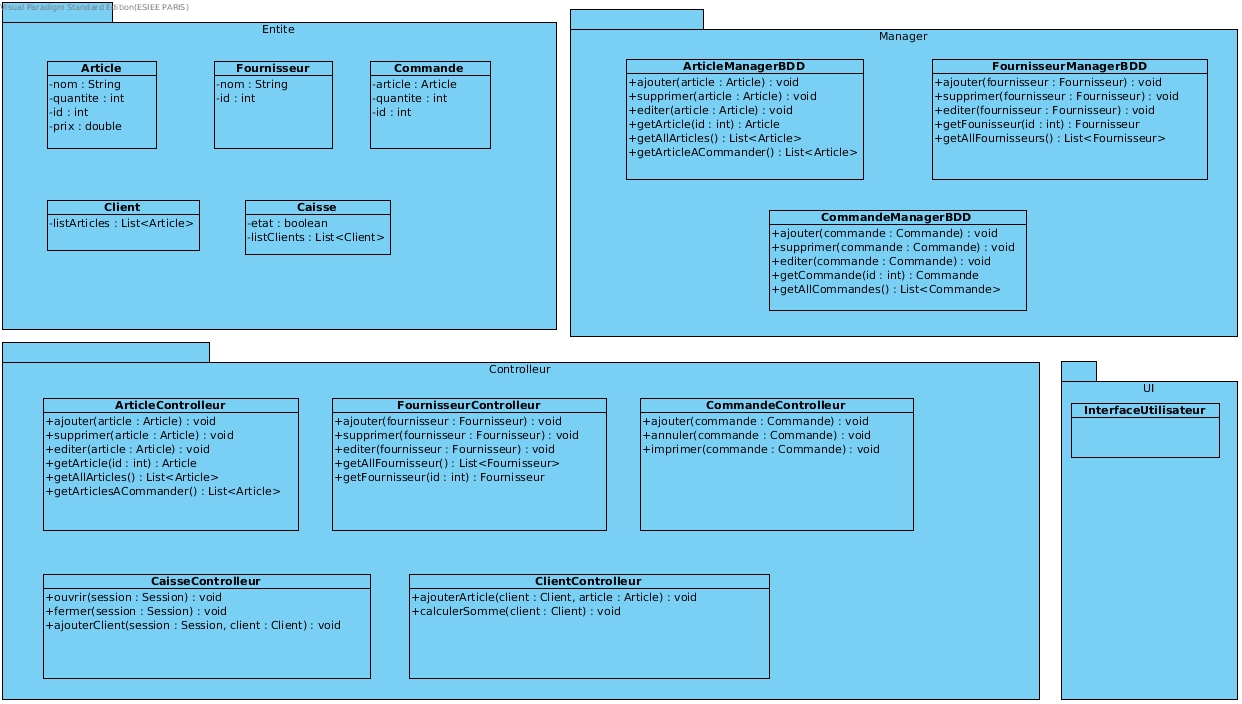 Visual Paradigm Standard Edition(ESIEE PARIS)
Entite
Article
-nom : String
-quantite : int
-id : int
-prix : double
Fournisseur
-nom : String
-id : int
Commande
-article : Article
-quantite : int
-id : int
Client
-listArticles : List<Article>
Caisse
-etat : boolean
-listClients : List<Client>
Manager
ArticleManagerBDD
+ajouter(article : Article) : void
+supprimer(article : Article) : void
+editer(article : Article) : void
+getArticle(id : int) : Article
+getAllArticles() : List<Article>
+getArticleACommander() : List<Article>
FournisseurManagerBDD
+ajouter(fournisseur : Fournisseur) : void
+supprimer(fournisseur : Fournisseur) : void
+editer(fournisseur : Fournisseur) : void
+getFounisseur(id : int) : Fournisseur
+getAllFournisseurs() : List<Fournisseur>
CommandeManagerBDD
+ajouter(commande : Commande) : void
+supprimer(commande : Commande) : void
+editer(commande : Commande) : void
+getCommande(id : int) : Commande
+getAllCommandes() : List<Commande>
Controlleur
ArticleControlleur
+ajouter(article : Article) : void
+supprimer(article : Article) : void
+editer(article : Article) : void
+getArticle(id : int) : Article
+getAllArticles() : List<Article>
+getArticlesACommander() : List<Article>
FournisseurControlleur
+ajouter(fournisseur : Fournisseur) : void
+supprimer(fournisseur : Fournisseur) : void
+editer(fournisseur : Fournisseur) : void
+getAllFournisseur() : List<Fournisseur>
+getFournisseur(id : int) : Fournisseur
CommandeControlleur
+ajouter(commande : Commande) : void
+annuler(commande : Commande) : void
+imprimer(commande : Commande) : void
CaisseControlleur
+ouvrir(session : Session) : void
+fermer(session : Session) : void
+ajouterClient(session : Session, client : Client) : void
ClientControlleur
+ajouterArticle(client : Client, article : Article) : void
+calculerSomme(client : Client) : void
UI
InterfaceUtilisateur